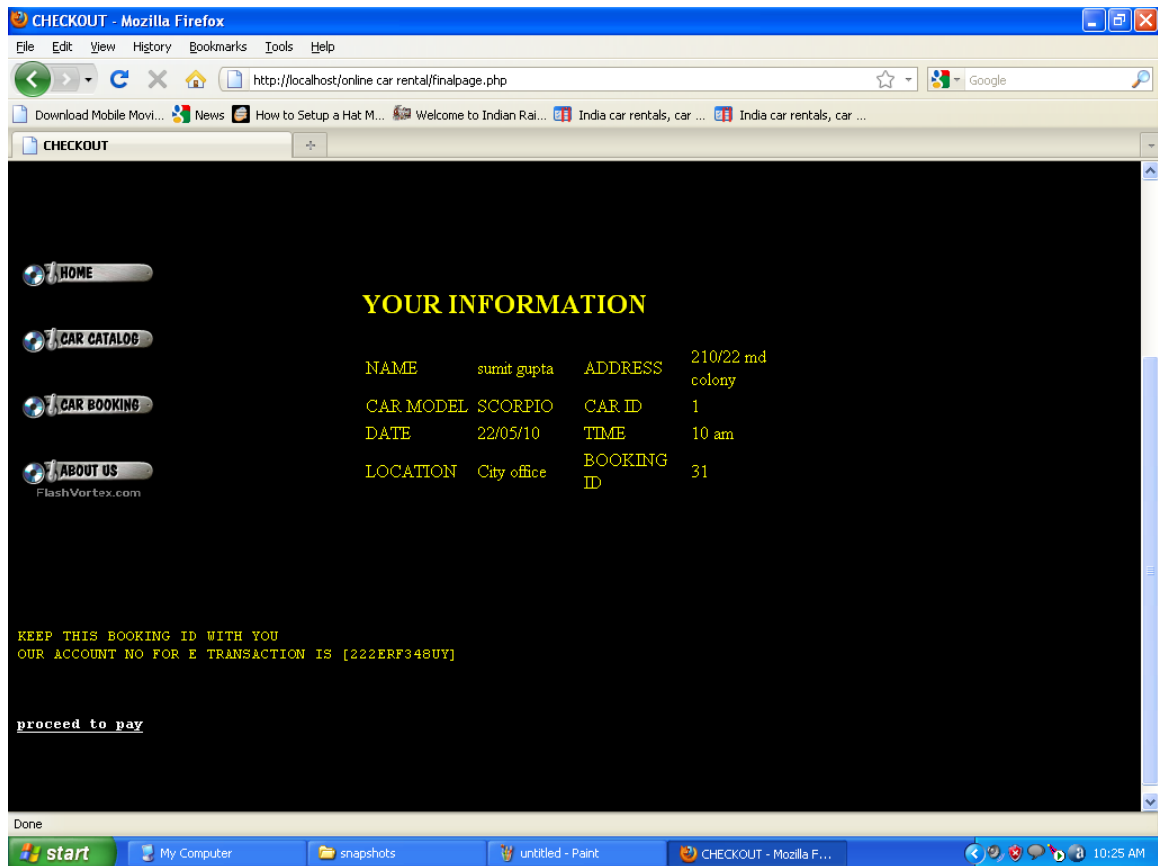 CHECKOUT - Mozilla Firefox
File Edit View History Bookmarks Tools Help
http://localhost/online car rental/finalpage.php
Google
Download Mobile Movi... News How to Setup a Hat M... Welcome to Indian Rai... India car rentals, car ... India car rentals, car ...
CHECKOUT
HOME
CAR CATALOG
CAR BOOKING
ABOUT US
FlashVortex.com
YOUR INFORMATION
NAME sumit gupta ADDRESS 210/22 md colony
CAR MODEL SCORPIO CAR ID 1
DATE 22/05/10 TIME 10 am
LOCATION City office BOOKING ID 31
KEEP THIS BOOKING ID WITH YOU
OUR ACCOUNT NO FOR E TRANSACTION IS [222ERF348UY]
proceed to pay
Done
start My Computer snapshots untitled - Paint CHECKOUT - Mozilla F... 10:25 AM